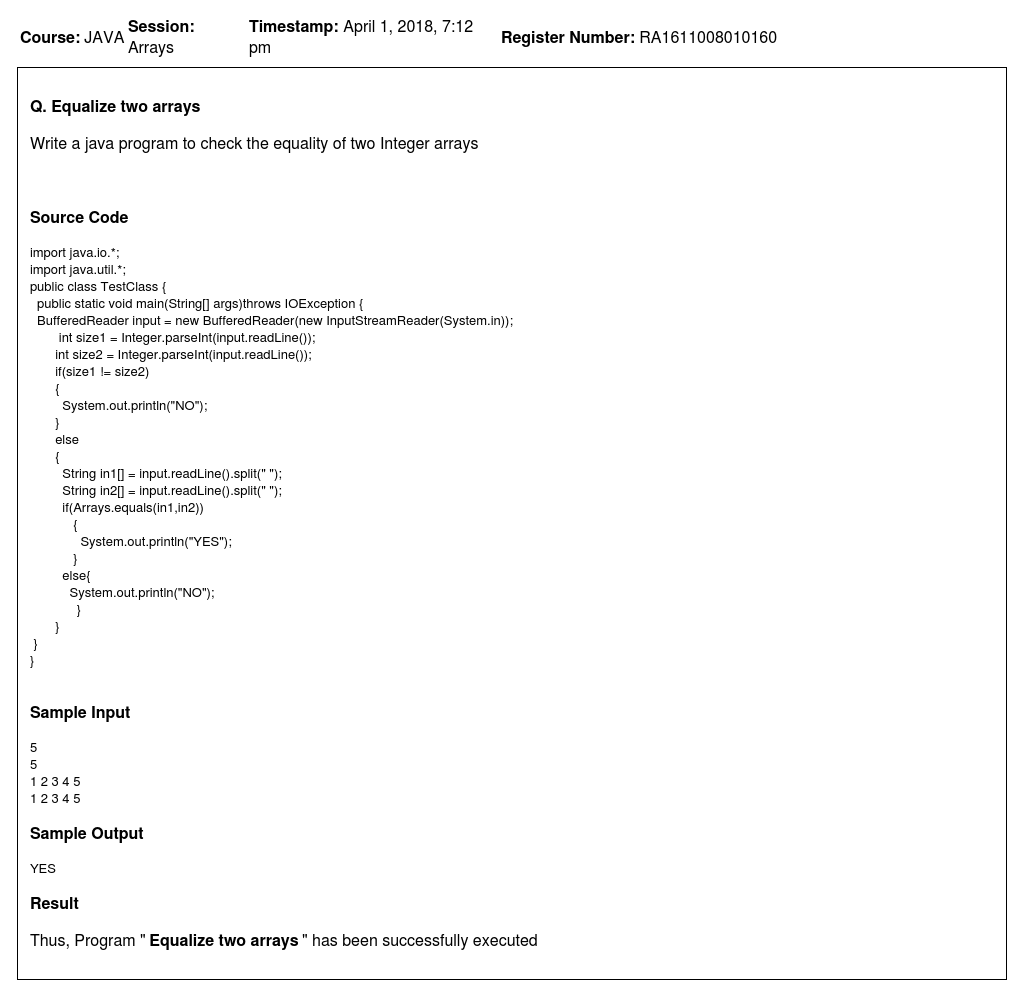 Course: JAVA Session: Arrays Timestamp: April 1, 2018, 7:12 pm Register Number: RA1611008010160
Q. Equalize two arrays
Write a java program to check the equality of two Integer arrays
Source Code
import java.io.*;
import java.util.*;
public class TestClass {
  public static void main(String[] args)throws IOException {
  BufferedReader input = new BufferedReader(new InputStreamReader(System.in));
        int size1 = Integer.parseInt(input.readLine());
       int size2 = Integer.parseInt(input.readLine());
       if(size1 != size2)
       {
         System.out.println("NO");
       }
       else
       {
         String in1[] = input.readLine().split(" ");
         String in2[] = input.readLine().split(" ");
         if(Arrays.equals(in1,in2))
            {
              System.out.println("YES");
            }
         else{
           System.out.println("NO");
             }
       }
 }
}
Sample Input
5
5
1 2 3 4 5
1 2 3 4 5
Sample Output
YES
Result
Thus, Program " Equalize two arrays " has been successfully executed